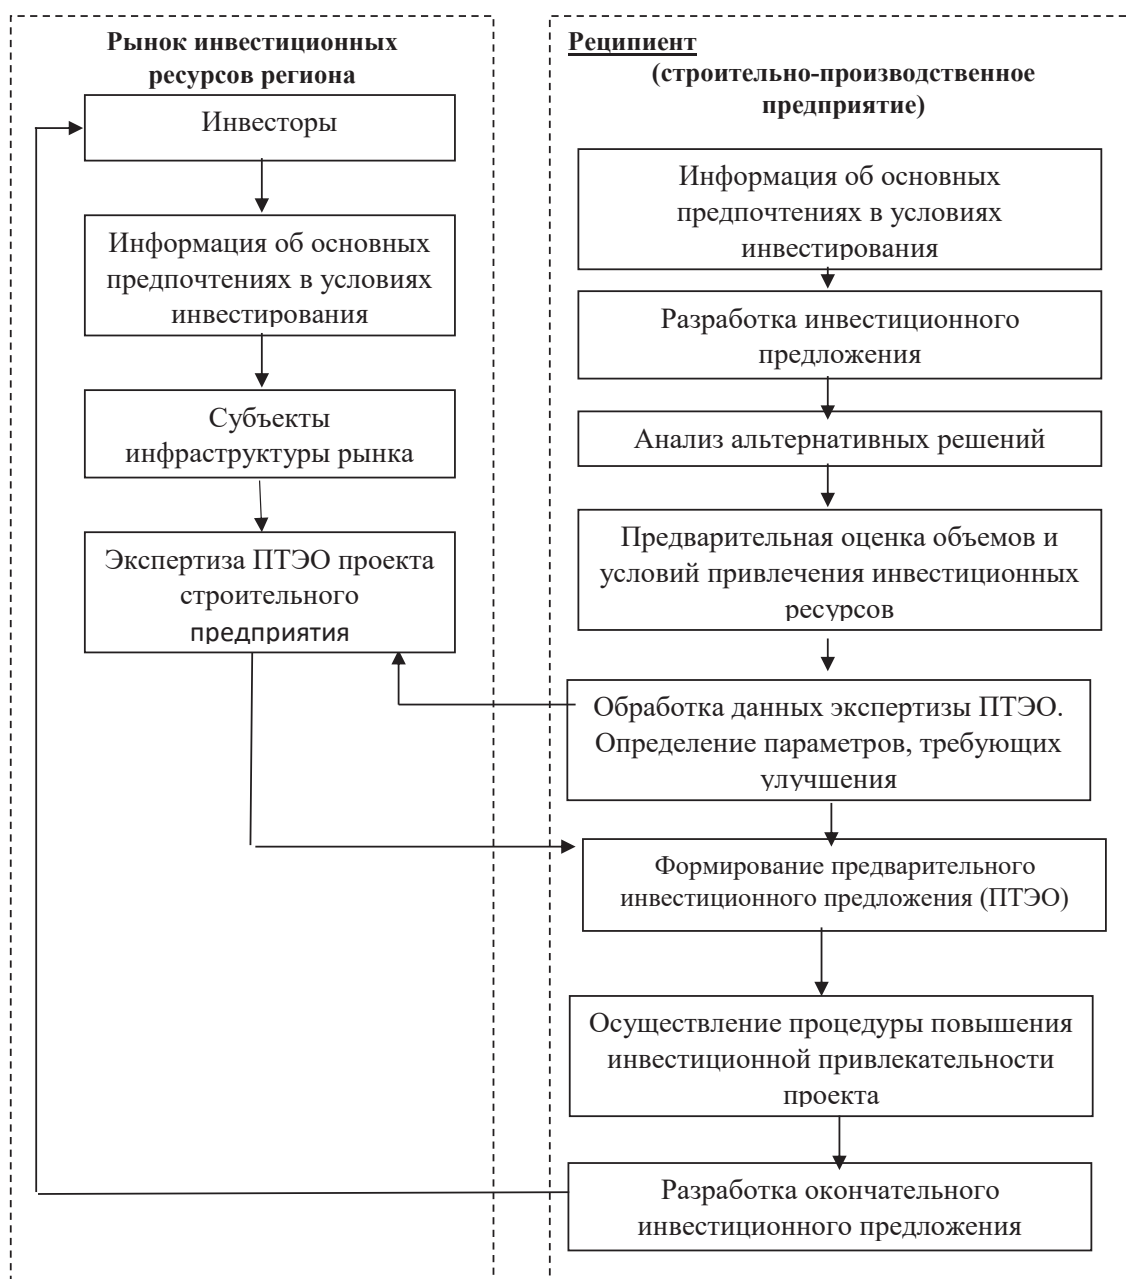 Рынок инвестиционных
ресурсов региона
Инвесторы
Информация об основных
предпочтениях в условиях
инвестирования
Субъекты
инфраструктуры рынка
Экспертиза ПТЭО проекта
строительного
предприятия
Реципиент
(строительно-производственное
предприятие)
Информация об основных
предпочтениях в условиях
инвестирования
Разработка инвестиционного
предложения
Анализ альтернативных решений
Предварительная оценка объемов и
условий привлечения инвестиционных
ресурсов
Обработка данных экспертизы ПТЭО.
Определение параметров, требующих
улучшения
Формирование предварительного
инвестиционного предложения (ПТЭО)
Осуществление процедуры повышения
инвестиционной привлекательности
проекта
Разработка окончательного
инвестиционного предложения